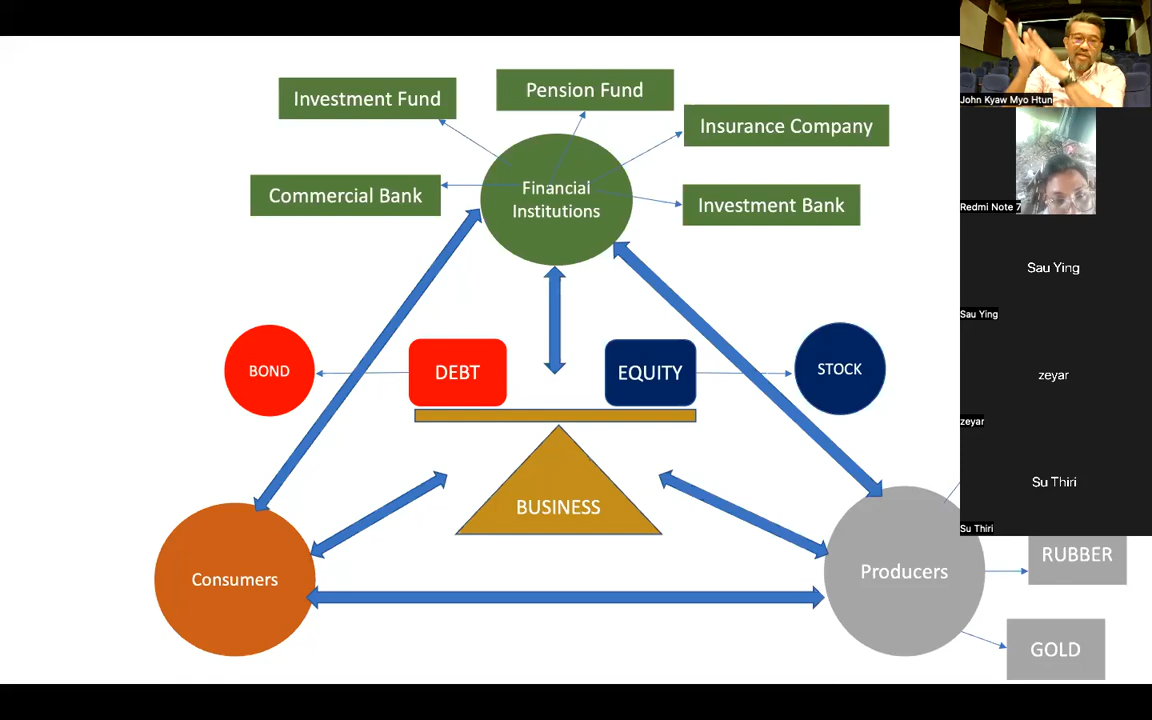 Investment Fund
Pension Fund
Insurance Company
Commercial Bank
Financial
Institutions
Investment Bank
BOND
DEBT
EQUITY
STOCK
BUSINESS
Consumers
Producers
RUBBER
GOLD
John Kyaw Myo Htun
Redmi Note 7
Sau Ying
Sau Ying
zeyar
zeyar
Su Thiri
Su Thiri